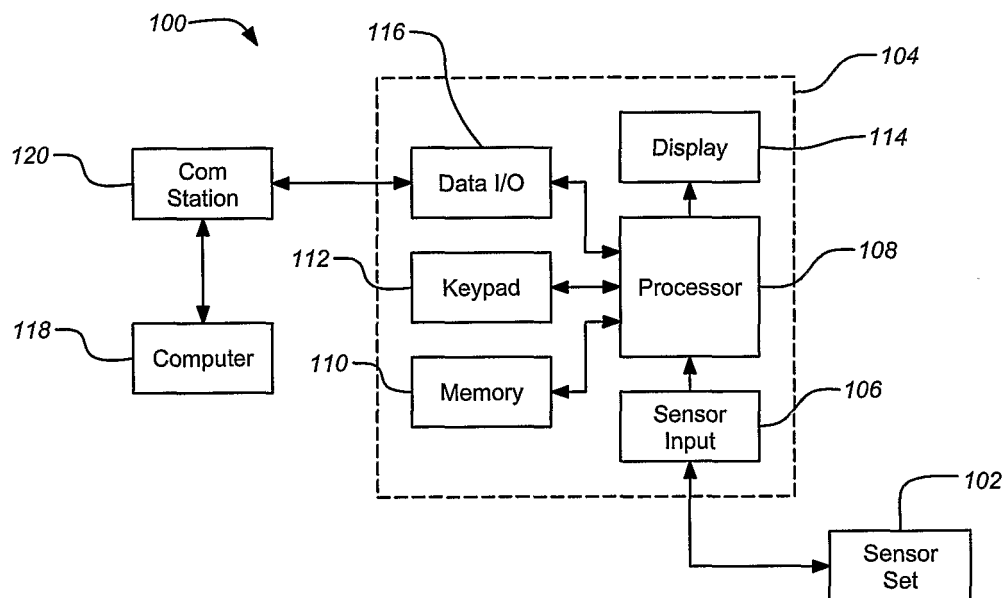 100
116
104
120
Com
Station
Data I/O
Display
114
112
Keypad
Processor
108
118
Computer
110
Memory
Sensor
Input
106
102
Sensor
Set